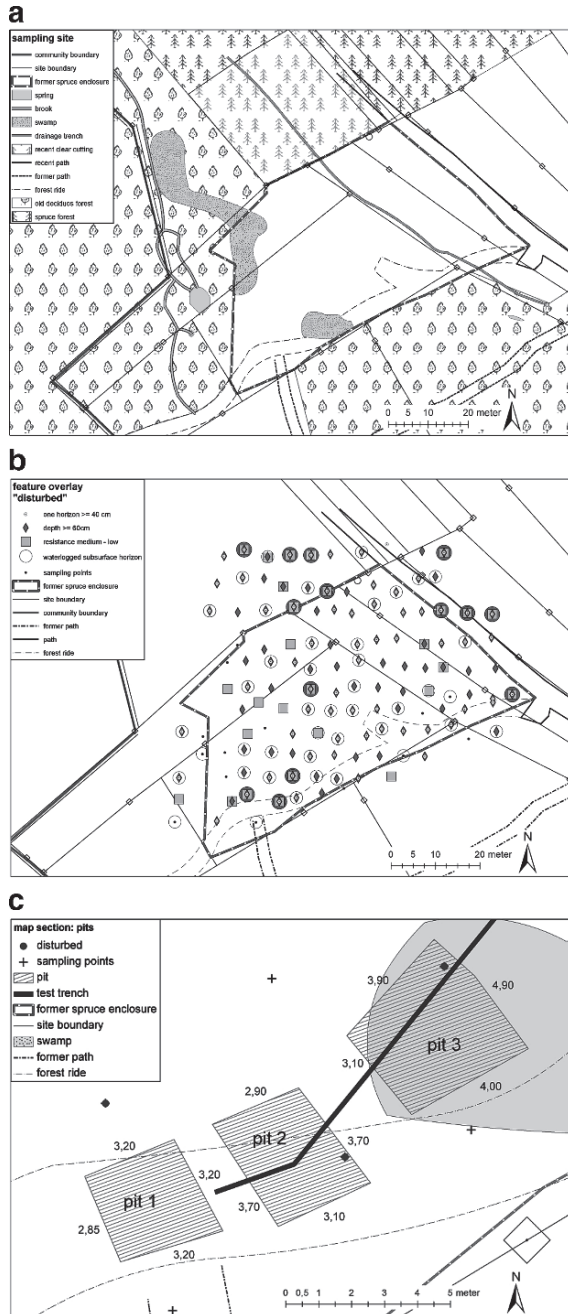 a
sampling site
community boundary
site boundary
former spruce enclosure
spring
brook
swamp
drainage trench
recent clear cutting
recent path
former path
forest ride
old deciduos forest
spruce forest
N
0 5 10 20 meter
b
feature overlay
"disturbed"
one horizon >= 40 cm
depth >= 60cm
resistance medium - low
waterlogged subsurface horizon
sampling points
former spruce enclosure
site boundary
community boundary
former path
path
forest ride
N
0 5 10 20 meter
c
map section: pits
disturbed
sampling points
pit
test trench
former spruce enclosure
site boundary
swamp
former path
forest ride
3,90
4,90
pit 3
3,10
4,00
2,90
pit 2
3,70
3,20
3,20
pit 1
3,70
3,10
2,85
3,20
N
0 0,5 1 2 3 4 5 meter